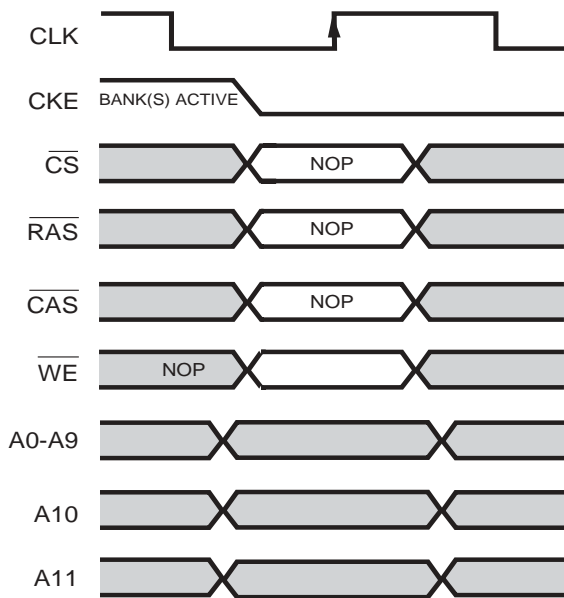 CLK
CKE BANK(S) ACTIVE
CS NOP
RAS NOP
CAS NOP
WE NOP
A0-A9
A10
A11